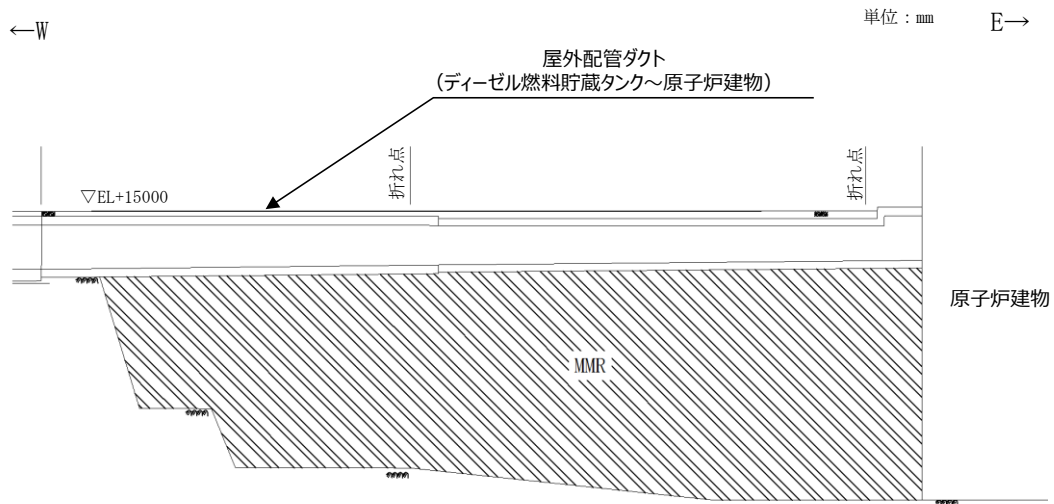 ←W
単位:mm
E→
屋外配管ダクト
(ディーゼル燃料貯蔵タンク~原子炉建物)
折れ点
折れ点
▽EL+15000
原子炉建物
MMR